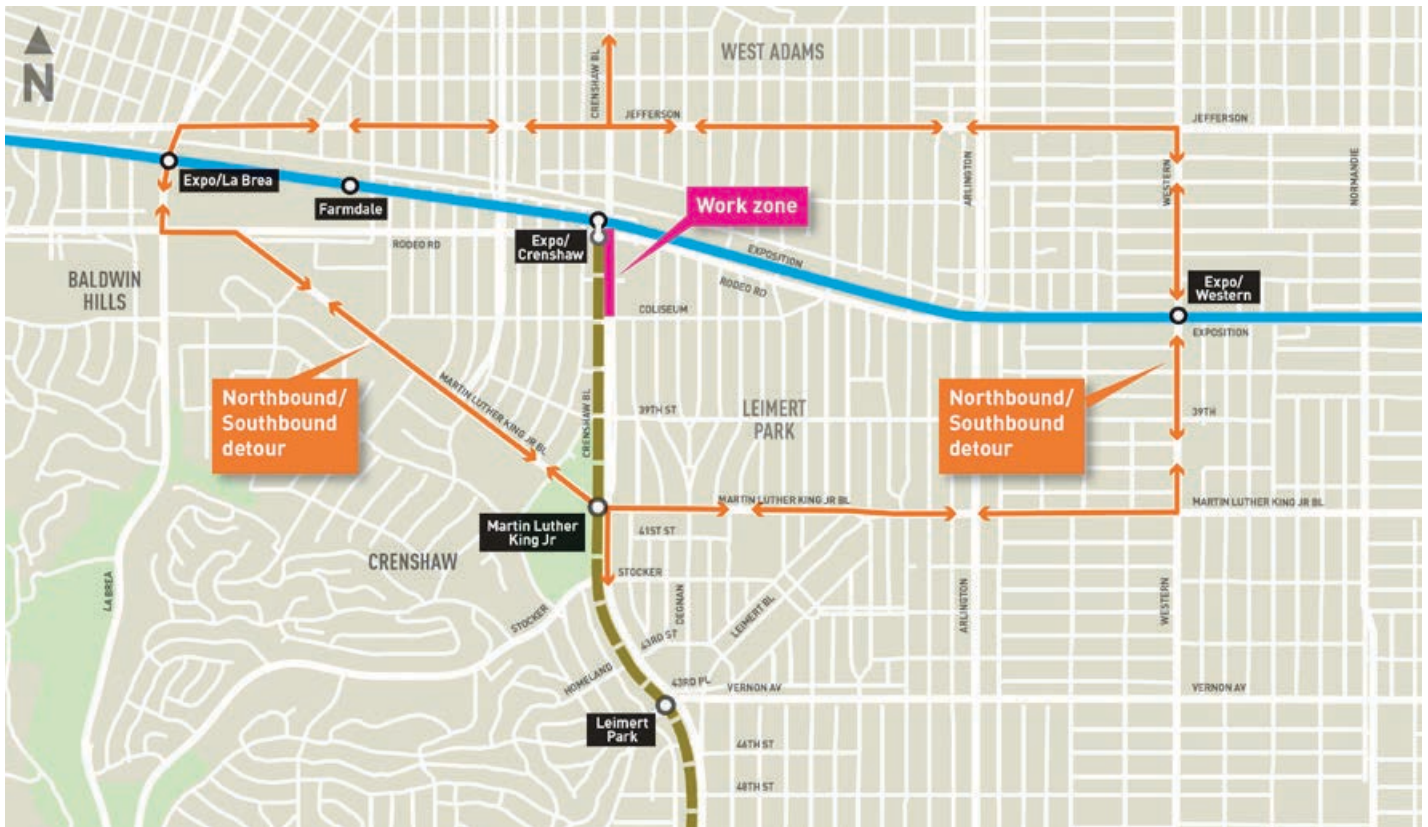 N
WEST ADAMS
CRENSHAW BL
JEFFERSON
JEFFERSON
Expo/La Brea
Farmdale
Work zone
ARLINGTON
WESTERN
NORMANDIE
Expo/
Crenshaw
RODEO RD
EXPOSITION
RODEO RD
BALDWIN
HILLS
COLISEUM
Expo/
Western
EXPOSITION
Northbound/
Southbound
detour
MARTIN LUTHER KING JR BL
CRENSHAW BL
39TH ST
LEIMERT
PARK
Northbound/
Southbound
detour
39TH
MARTIN LUTHER KING JR BL
MARTIN LUTHER KING JR BL
Martin Luther
King Jr
41ST ST
CRENSHAW
STOCKER
LA BREA
STOCKER
DEGNAN
LEIMERT BL
ARLINGTON
WESTERN
43RD ST
HOMELAND
43RD PL
VERNON AV
VERNON AV
Leimert
Park
46TH ST
48TH ST